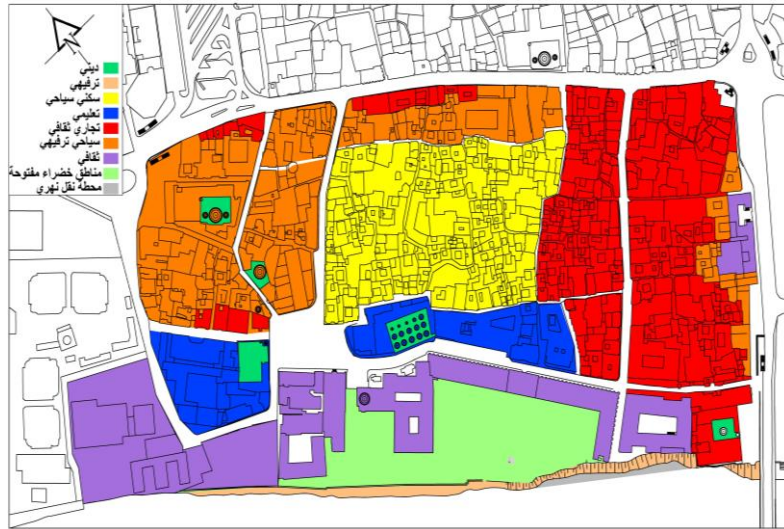 ديني
ترفيهي
سكني سياحي
تعليمي
تجاري ثقافي
سياحي ترفيهي
ثقافي
مناطق خضراء مفتوحة
محطة نقل نهري